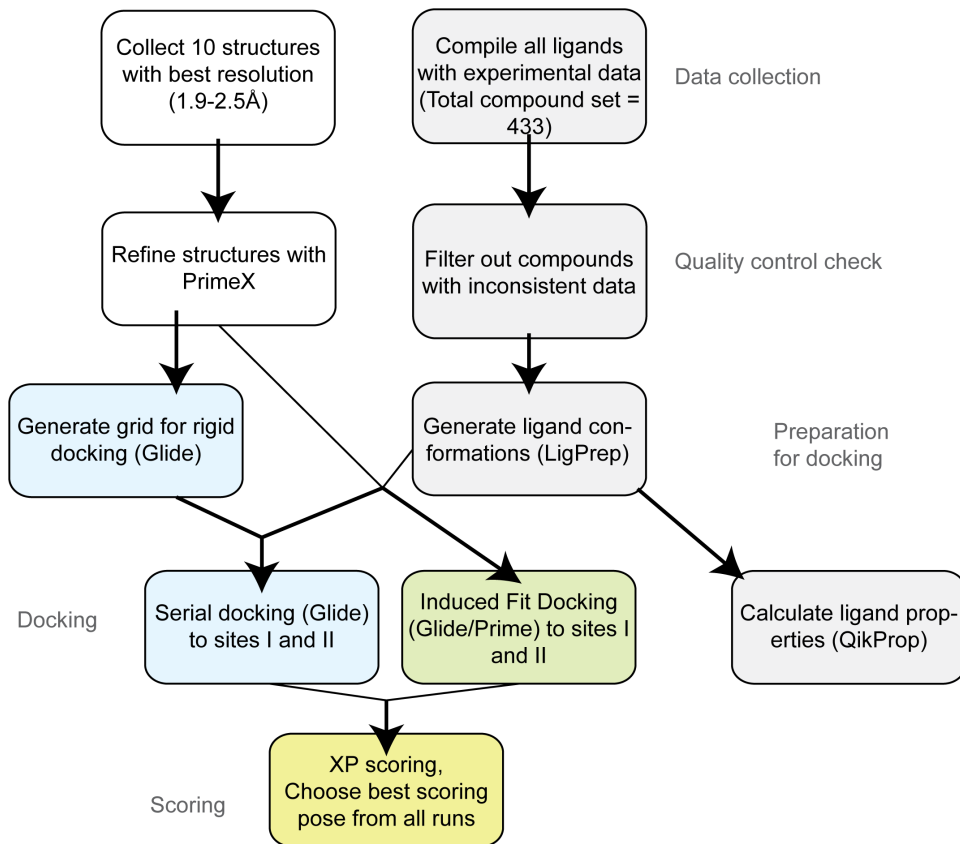 Collect 10 structures
with best resolution
(1.9-2.5Å)
Compile all ligands
with experimental data
(Total compound set =
433)
Data collection
Refine structures with
PrimeX
Filter out compounds
with inconsistent data
Quality control check
Generate grid for rigid
docking (Glide)
Generate ligand con-
formations (LigPrep)
Preparation
for docking
Docking
Serial docking (Glide)
to sites I and II
Induced Fit Docking
(Glide/Prime) to sites I
and II
Calculate ligand prop-
erties (QikProp)
Scoring
XP scoring,
Choose best scoring
pose from all runs